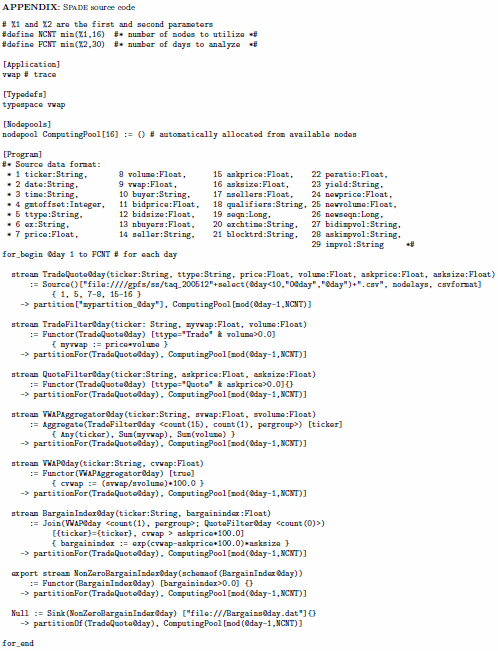 APPENDIX: SPADE source code
# %1 and %2 are the first and second parameters
#define NCNT min(%1,16) #* number of nodes to utilize *#
#define FCNT min(%2,30) #* number of days to analyze *#
[Application]
vwap # trace
[Typedefs]
typespace vwap
[Nodepools]
nodepool ComputingPool[16] := () # automatically allocated from available nodes
[Program]
#* Source data format:
* 1 ticker:String, 8 volume:Float, 15 askprice:Float, 22 peratio:Float,
* 2 date:String, 9 vwap:Float, 16 asksize:Float, 23 yield:String,
* 3 time:String, 10 buyer:String, 17 nsellers:Float, 24 newprice:Float,
* 4 gmtoffset:Integer, 11 bidprice:Float, 18 qualifiers:String, 25 newvolume:Float,
* 5 ttype:String, 12 bidsize:Float, 19 seqn:Long, 26 newseqn:Long,
* 6 ex:String, 13 nbuyers:Float, 20 exchtime:String, 27 bidimpvol:String,
* 7 price:Float, 14 seller:String, 21 blocktrd:String, 28 askimpvol:String,
29 impvol:String *#
for_begin @day 1 to FCNT # for each day
stream TradeQuote@day(ticker:String, ttype:String, price:Float, volume:Float, askprice:Float, asksize:Float)
:= Source()["file:////gpfs/ss/taq_200512"+select(@day<10,"0@day","@day")+".csv", nodelays, csvformat]
{ 1, 5, 7-8, 15-16 }
-> partition["mypartition_@day"], ComputingPool[mod(@day-1,NCNT)]
stream TradeFilter@day(ticker: String, myvwap:Float, volume:Float)
:= Functor(TradeQuote@day) [ttype="Trade" & volume>0.0]
{ myvwap := price*volume }
-> partitionFor(TradeQuote@day), ComputingPool[mod(@day-1,NCNT)]
stream QuoteFilter@day(ticker:String, askprice:Float, asksize:Float)
:= Functor(TradeQuote@day) [ttype="Quote" & askprice>0.0]{}
-> partitionFor(TradeQuote@day), ComputingPool[mod(@day-1,NCNT)]
stream VWAPAggregator@day(ticker:String, svwap:Float, svolume:Float)
:= Aggregate(TradeFilter@day <count(15), count(1), pergroup>) [ticker]
{ Any(ticker), Sum(myvwap), Sum(volume) }
-> partitionFor(TradeQuote@day), ComputingPool[mod(@day-1,NCNT)]
stream VWAP@day(ticker:String, cvwap:Float)
:= Functor(VWAPAggregator@day) [true]
{ cvwap := (svwap/svolume)*100.0 }
-> partitionFor(TradeQuote@day), ComputingPool[mod(@day-1,NCNT)]
stream BargainIndex@day(ticker:String, bargainindex:Float)
:= Join(VWAP@day <count(1), pergroup>; QuoteFilter@day <count(0)>)
[{ticker}={ticker}, cvwap > askprice*100.0]
{ bargainindex := exp(cvwap-askprice*100.0)*asksize }
-> partitionFor(TradeQuote@day), ComputingPool[mod(@day-1,NCNT)]
export stream NonZeroBargainIndex@day(schemaof(BargainIndex@day))
:= Functor(BargainIndex@day) [bargainindex>0.0] {}
-> partitionFor(TradeQuote@day), ComputingPool[mod(@day-1,NCNT)]
Null := Sink(NonZeroBargainIndex@day) ["file:///Bargains@day.dat"]{}
-> partitionOf(TradeQuote@day), ComputingPool[mod(@day-1,NCNT)]
for_end